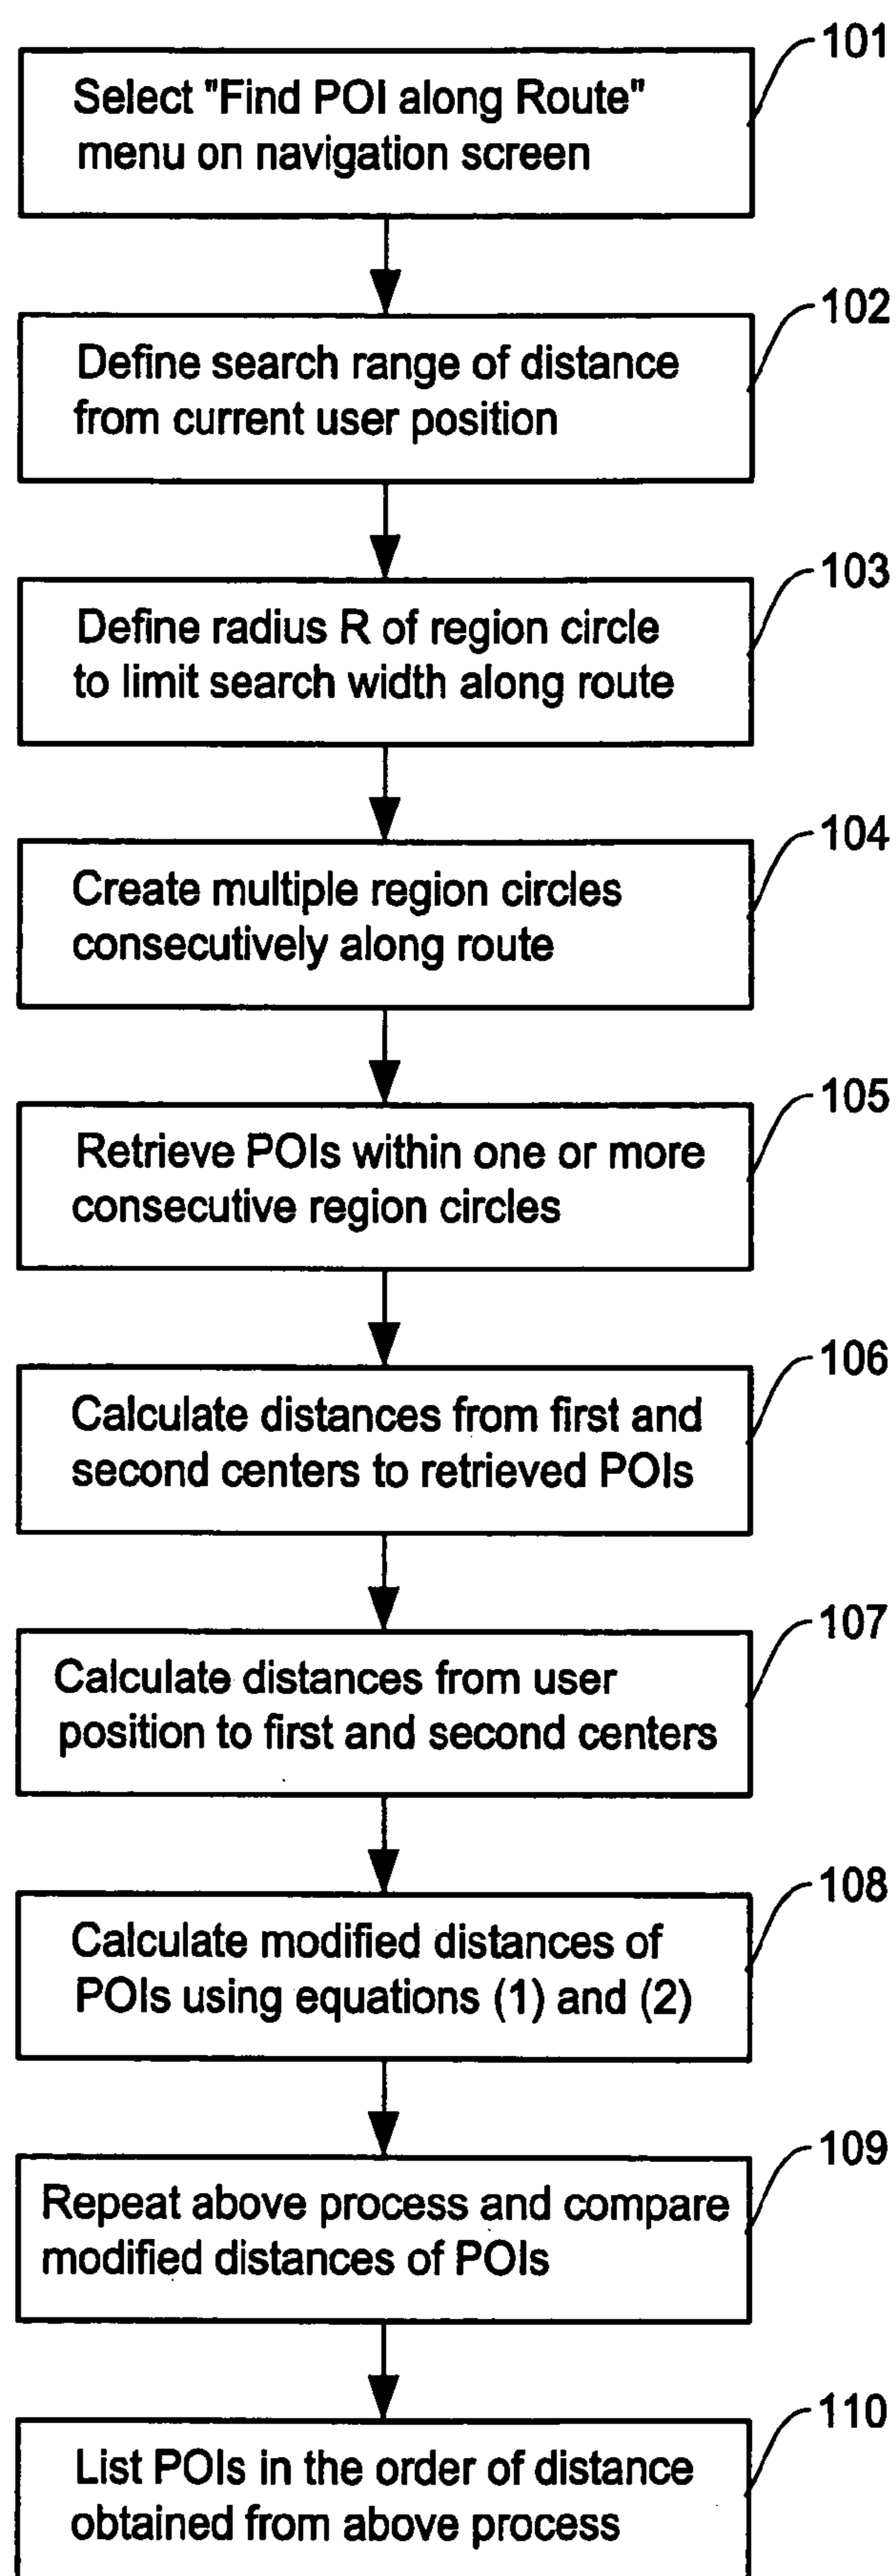 101
Select "Find POI along Route"
menu on navigation screen
102
Define search range of distance
from current user position
103
Define radius R of region circle
to limit search width along route
104
Create multiple region circles
consecutively along route
105
Retrieve POIs within one or more
consecutive region circles
106
Calculate distances from first and
second centers to retrieved POIs
107
Calculate distances from user
position to first and second centers
108
Calculate modified distances of
POIs using equations (1) and (2)
109
Repeat above process and compare
modified distances of POIs
110
List POIs in the order of distance
obtained from above process